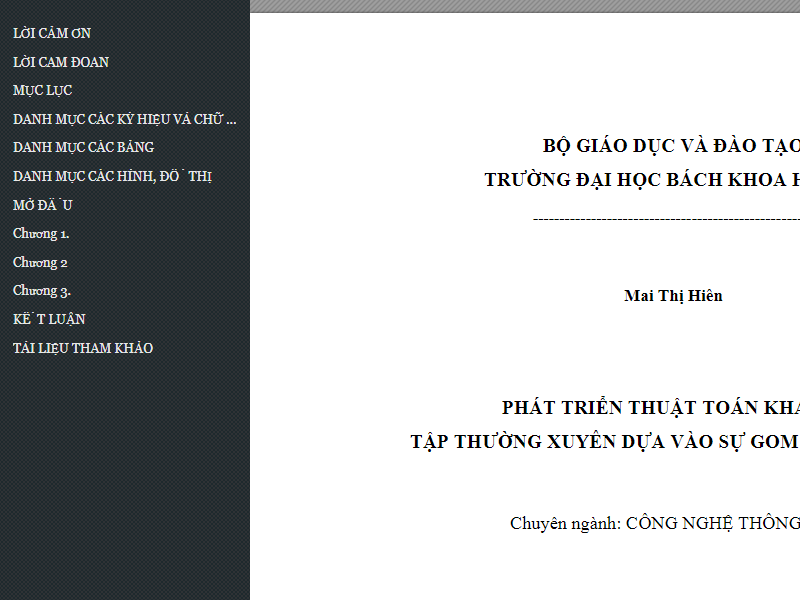 LỜI CẢM ƠN
LỜI CAM ĐOAN
MỤC LỤC
DANH MỤC CÁC KÝ HIỆU VÀ CHỮ ...
DANH MỤC CÁC BẢNG
DANH MỤC CÁC HÌNH, ĐỒ THỊ
MỞ ĐẦU
Chương 1.
Chương 2
Chương 3.
KẾT LUẬN
TÀI LIỆU THAM KHẢO
BỘ GIÁO DỤC VÀ ĐÀO TẠO
TRƯỜNG ĐẠI HỌC BÁCH KHOA H
--------------------------------------------------
Mai Thị Hiên
PHÁT TRIỂN THUẬT TOÁN KHA
TẬP THƯỜNG XUYÊN DỰA VÀO SỰ GOM
Chuyên ngành: CÔNG NGHỆ THÔNG